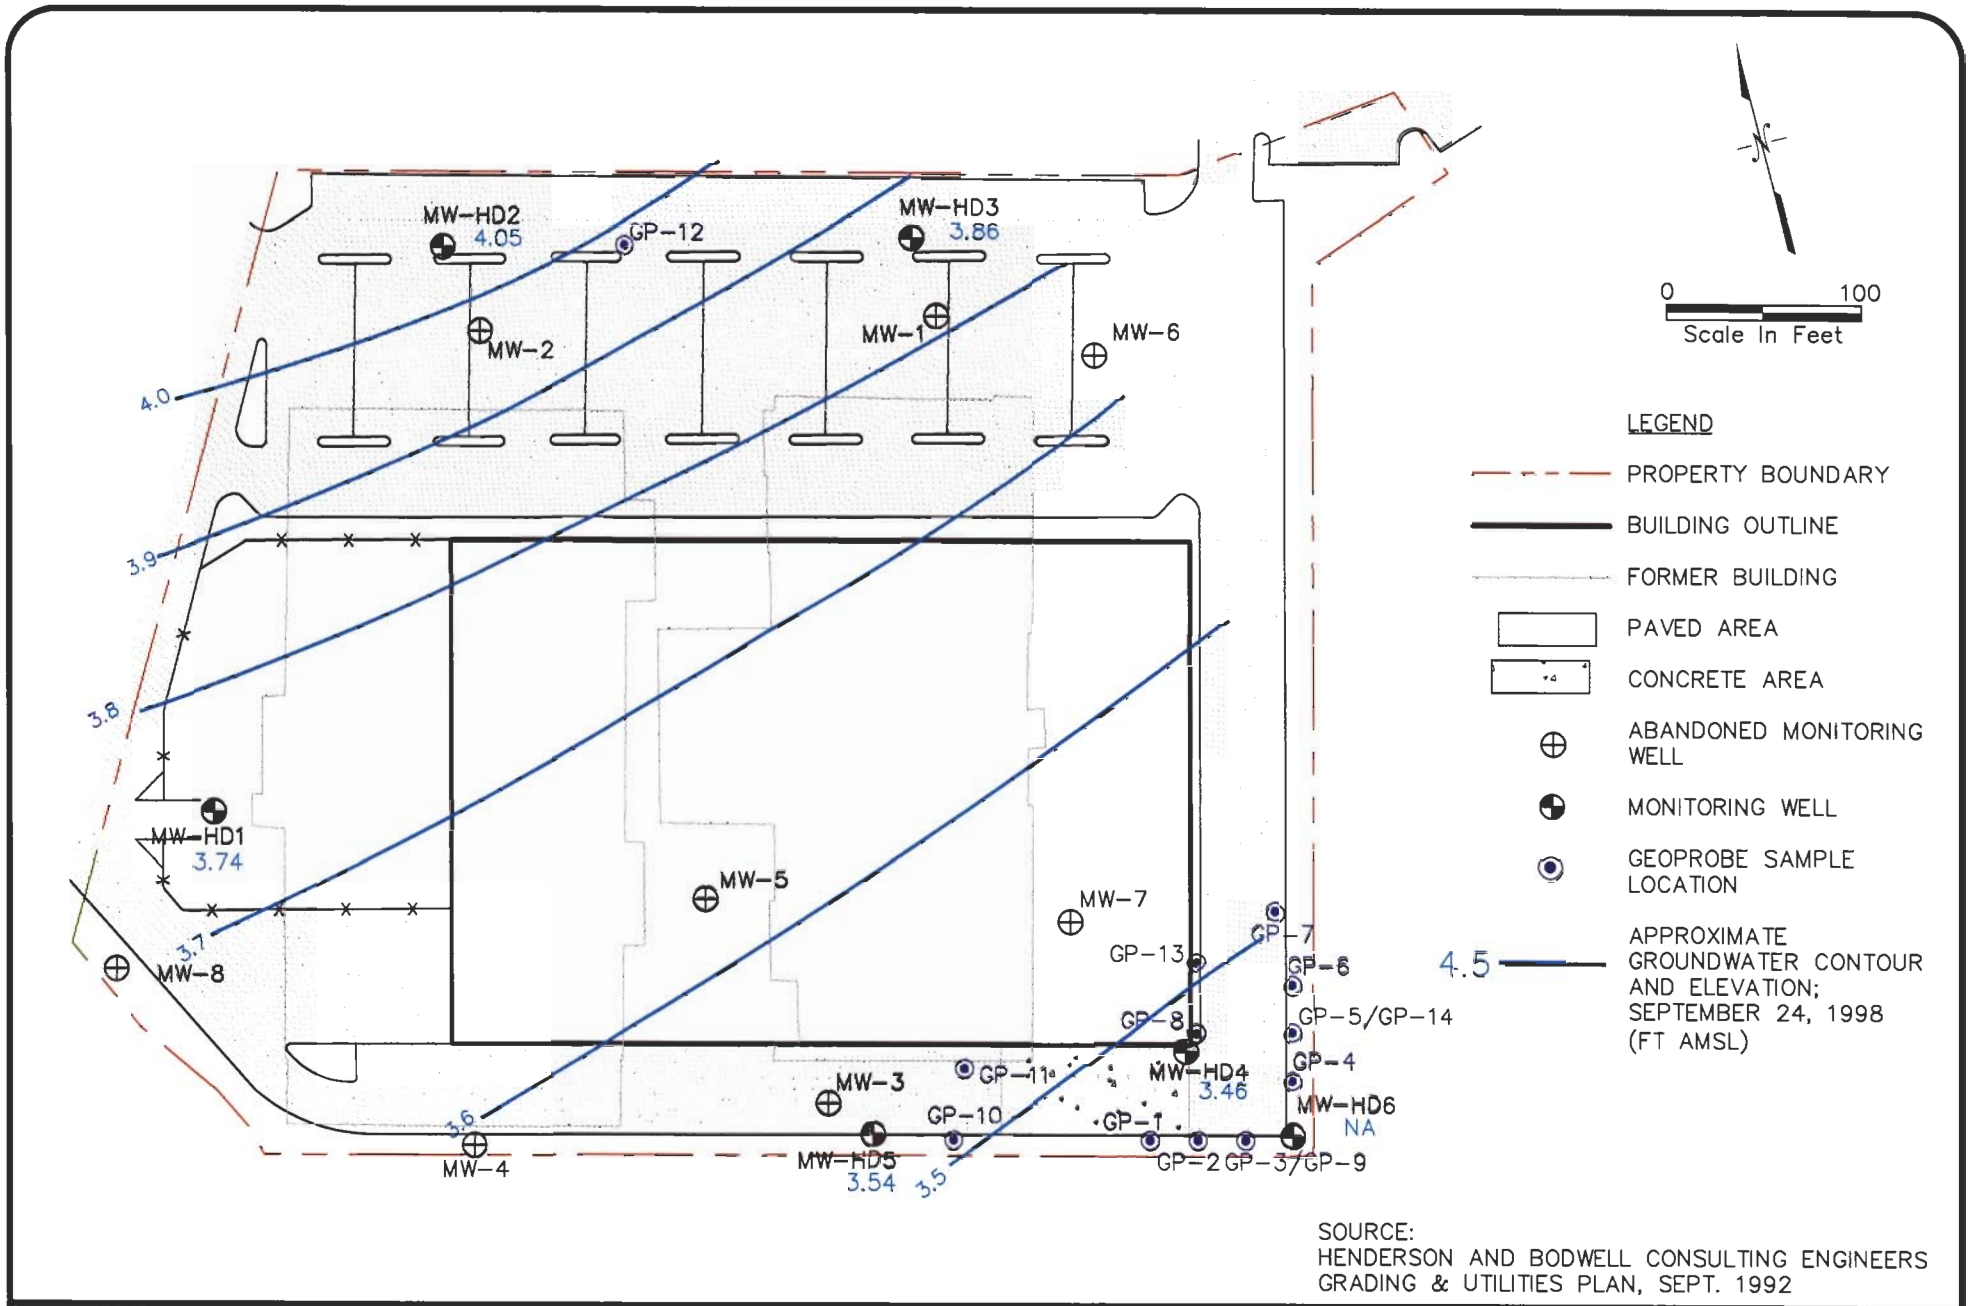 N
0 100
Scale In Feet
MW-HD2
4.05
GP-12
MW-HD3
3.86
MW-2
MW-1
MW-6
4.0
3.9
3.8
MW-HD1
3.74
3.7
MW-8
MW-5
MW-7
GP-13
GP-7
GP-6
GP-8
GP-5/GP-14
GP-4
MW-HD4
3.46
GP-11
MW-3
GP-10
GP-1
MW-HD6
NA
3.6
MW-4
MW-HD5
3.54
3.5
GP-2
GP-3/GP-9
LEGEND
PROPERTY BOUNDARY
BUILDING OUTLINE
FORMER BUILDING
PAVED AREA
CONCRETE AREA
ABANDONED MONITORING
WELL
MONITORING WELL
GEOPROBE SAMPLE
LOCATION
4.5
APPROXIMATE
GROUNDWATER CONTOUR
AND ELEVATION;
SEPTEMBER 24, 1998
(FT AMSL)
SOURCE:
HENDERSON AND BODWELL CONSULTING ENGINEERS
GRADING & UTILITIES PLAN, SEPT. 1992